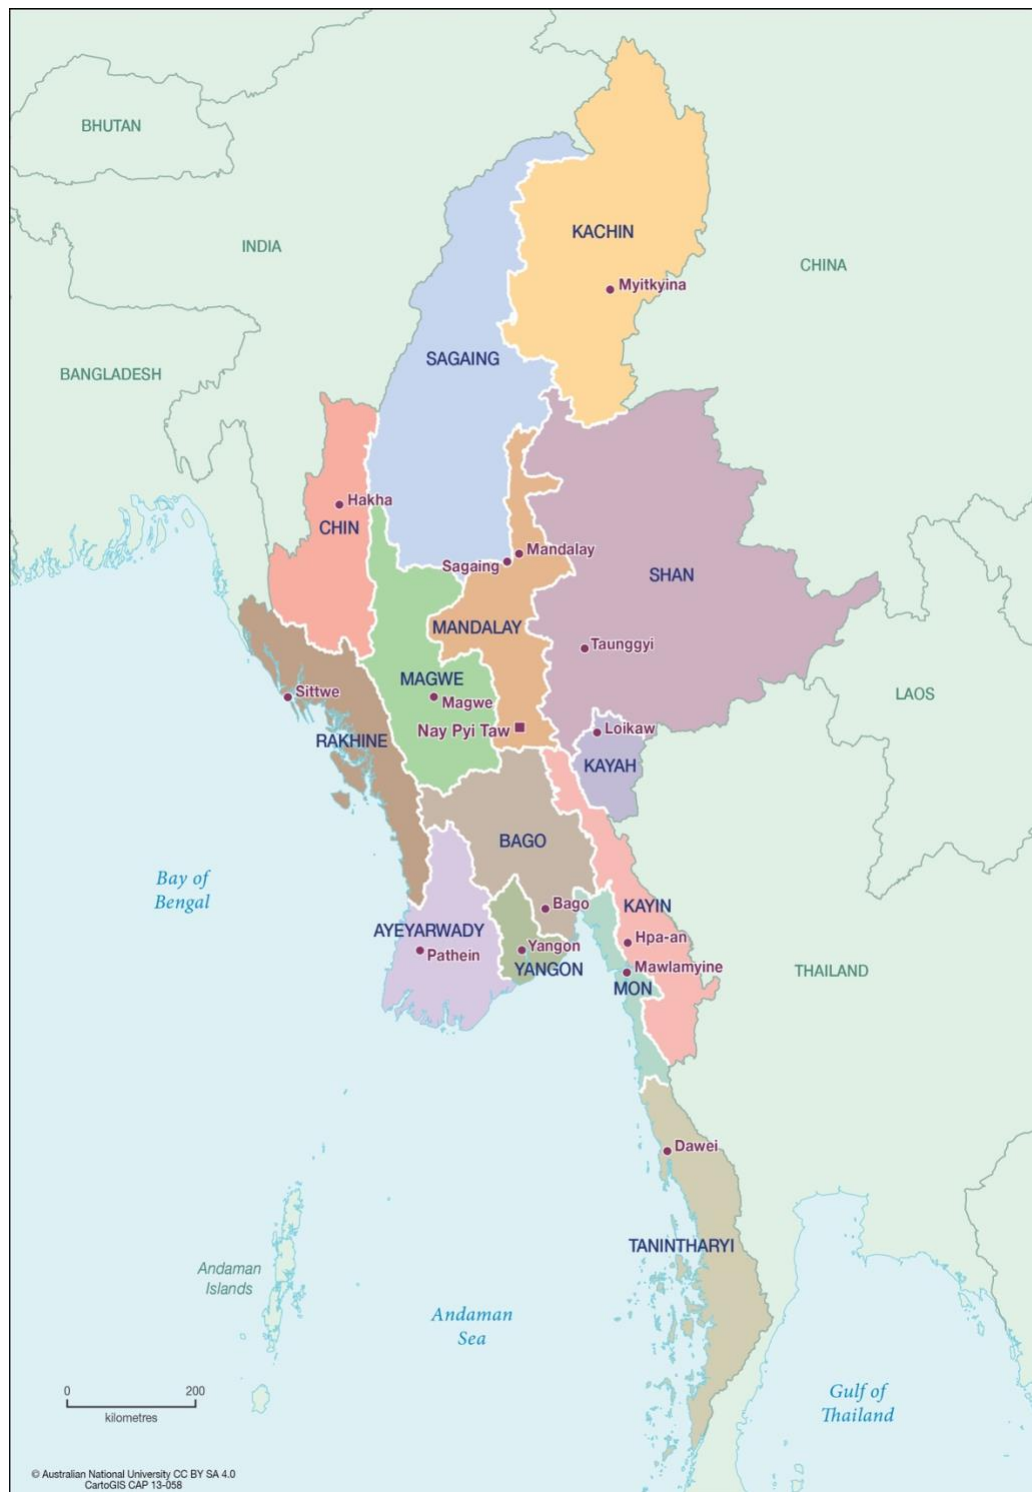 BHUTAN
KACHIN
INDIA
CHINA
Myitkyina
SAGAING
BANGLADESH
Hakha
CHIN
Mandalay
Sagaing
SHAN
MANDALAY
Taunggyi
MAGWE
Sittwe
Magwe
LAOS
Nay Pyi Taw
Loikaw
RAKHINE
KAYAH
BAGO
Bay of
Bengal
Bago
KAYIN
AYEYARWADY
Hpa-an
Pathein
Yangon
YANGON
Mawlamyine
MON
THAILAND
Dawei
TANINTHARYI
Andaman
Islands
Andaman
Sea
0 200
kilometres
Gulf of
Thailand
© Australian National University CC BY SA 4.0
CartoGIS CAP 13-058